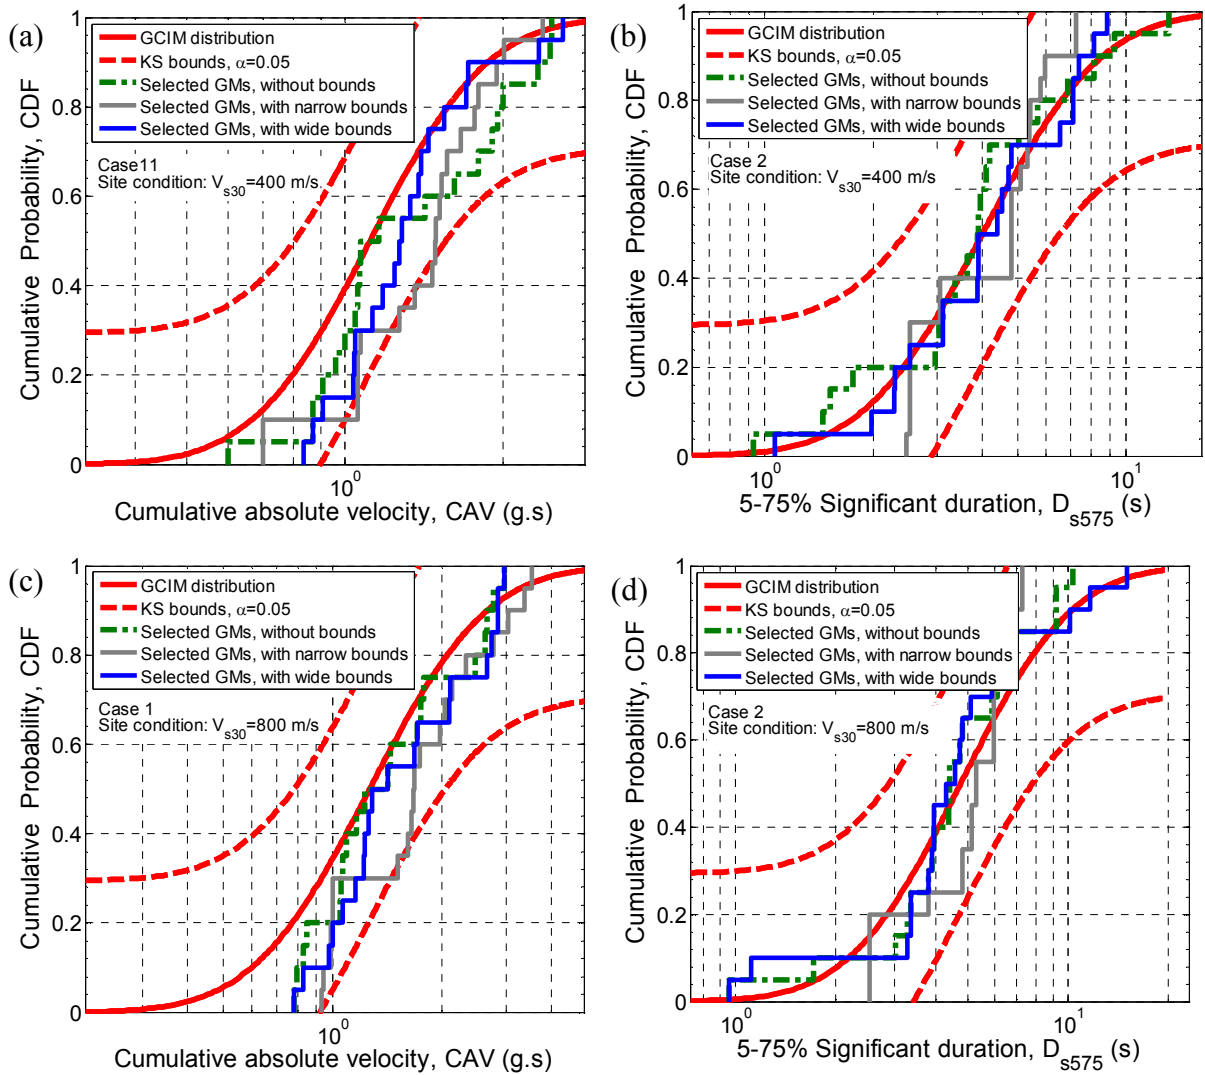 (a)
GCIM distribution
KS bounds, α=0.05
Selected GMs, without bounds
Selected GMs, with narrow bounds
Selected GMs, with wide bounds
Case11
Site condition: Vs30=400 m/s.
1
0.8
0.6
0.4
0.2
0
10^0
Cumulative Probability, CDF
Cumulative absolute velocity, CAV (g.s)
(b)
GCIM distribution
KS bounds, α=0.05
Selected GMs, without bounds
Selected GMs, with narrow bounds
Selected GMs, with wide bounds
Case 2
Site condition: Vs30=400 m/s
1
0.8
0.6
0.4
0.2
0
10^0
10^1
Cumulative Probability, CDF
5-75% Significant duration, Ds575 (s)
(c)
GCIM distribution
KS bounds, α=0.05
Selected GMs, without bounds
Selected GMs, with narrow bounds
Selected GMs, with wide bounds
Case 1
Site condition: Vs30=800 m/s
1
0.8
0.6
0.4
0.2
0
10^0
Cumulative Probability, CDF
Cumulative absolute velocity, CAV (g.s)
(d)
GCIM distribution
KS bounds, α=0.05
Selected GMs, without bounds
Selected GMs, with narrow bounds
Selected GMs, with wide bounds
Case 2
Site condition: Vs30=800 m/s
1
0.8
0.6
0.4
0.2
0
10^0
10^1
Cumulative Probability, CDF
5-75% Significant duration, Ds575 (s)